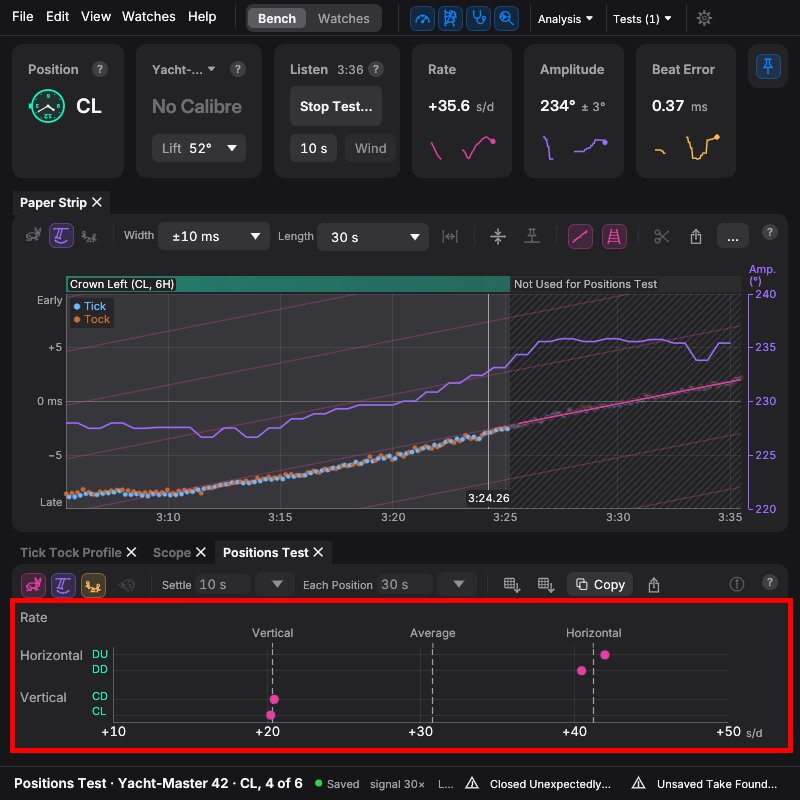 File Edit View Watches Help Bench Watches Analysis Tests (1)
Position ? Yacht-... ? Listen 3:36 ? Rate Amplitude Beat Error
CL No Calibre Stop Test... +35.6 s/d 234° ± 3° 0.37 ms
Lift 52° 10 s Wind
Paper Strip
Width ±10 ms Length 30 s ... ?
Amp.
(°)
Crown Left (CL, 6H) Not Used for Positions Test
Early 240
Tick
Tock
+5 235
0 ms 230
−5 225
3:24.26
Late 220
3:10 3:15 3:20 3:25 3:30 3:35
Tick Tock Profile Scope Positions Test
Settle 10 s Each Position 30 s Copy ?
Rate
Vertical Average Horizontal
Horizontal DU
DD
Vertical CD
CL
+10 +20 +30 +40 +50 s/d
Positions Test · Yacht-Master 42 · CL, 4 of 6 Saved signal 30× L... Closed Unexpectedly... Unsaved Take Found...